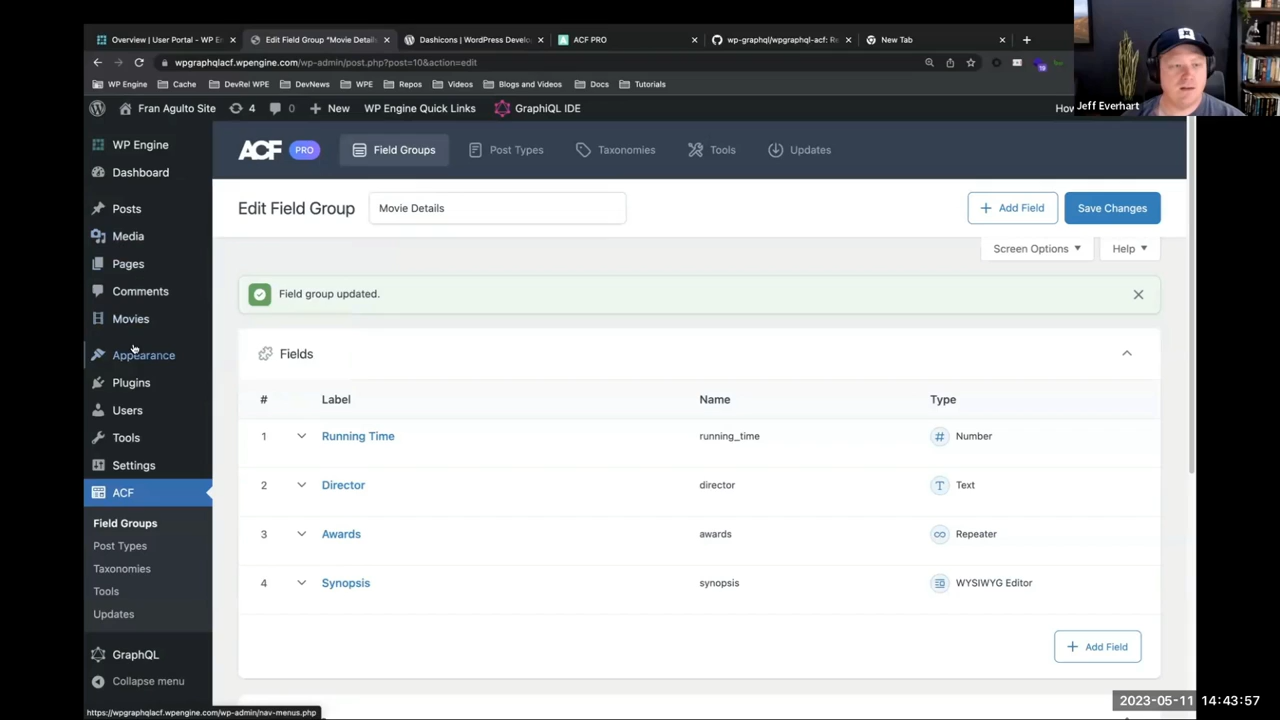 Overview | User Portal - WP E
Edit Field Group "Movie Details
Dashicons | WordPress Develo
ACF PRO
wp-graphql/wpgraphql-acf: Re
New Tab
wpgraphqlacf.wpengine.com/wp-admin/post.php?post=10&action=edit
WP Engine
Cache
DevRel WPE
DevNews
WPE
Repos
Videos
Blogs and Videos
Docs
Tutorials
Jeff Everhart
Fran Agulto Site
4
0
New
WP Engine Quick Links
GraphiQL IDE
How
WP Engine
Dashboard
Posts
Media
Pages
Comments
Movies
Appearance
Plugins
Users
Tools
Settings
ACF
Field Groups
Post Types
Taxonomies
Tools
Updates
GraphQL
Collapse menu
ACF PRO
Field Groups
Post Types
Taxonomies
Tools
Updates
Edit Field Group
Movie Details
+ Add Field
Save Changes
Screen Options
Help
Field group updated.
Fields
# Label Name Type
1 Running Time running_time Number
2 Director director Text
3 Awards awards Repeater
4 Synopsis synopsis WYSIWYG Editor
+ Add Field
https://wpgraphqlacf.wpengine.com/wp-admin/nav-menus.php
2023-05-11 14:43:57